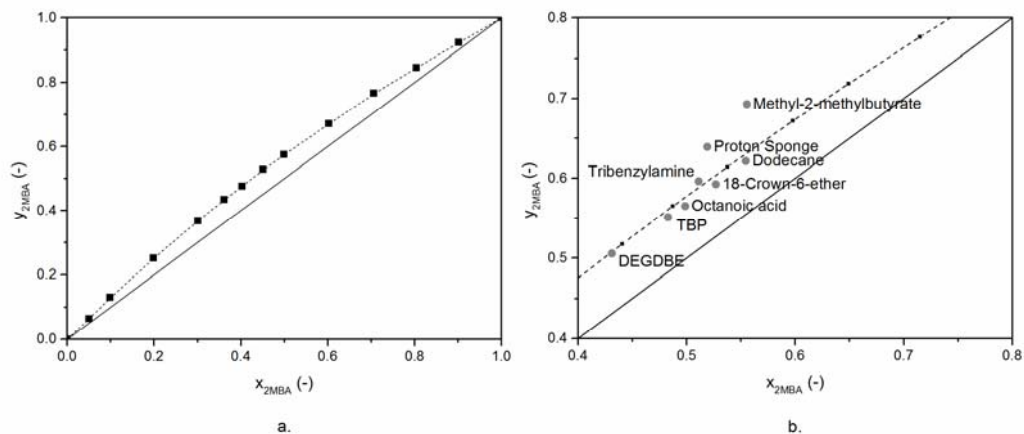 1.0
0.8
0.6
0.4
0.2
0.0
y2MBA (-)
0.0 0.2 0.4 0.6 0.8 1.0
x2MBA (-)
a.
0.8
0.7
0.6
0.5
0.4
y2MBA (-)
Methyl-2-methylbutyrate
Proton Sponge
Dodecane
Tribenzylamine
18-Crown-6-ether
Octanoic acid
TBP
DEGDBE
0.4 0.5 0.6 0.7 0.8
x2MBA (-)
b.